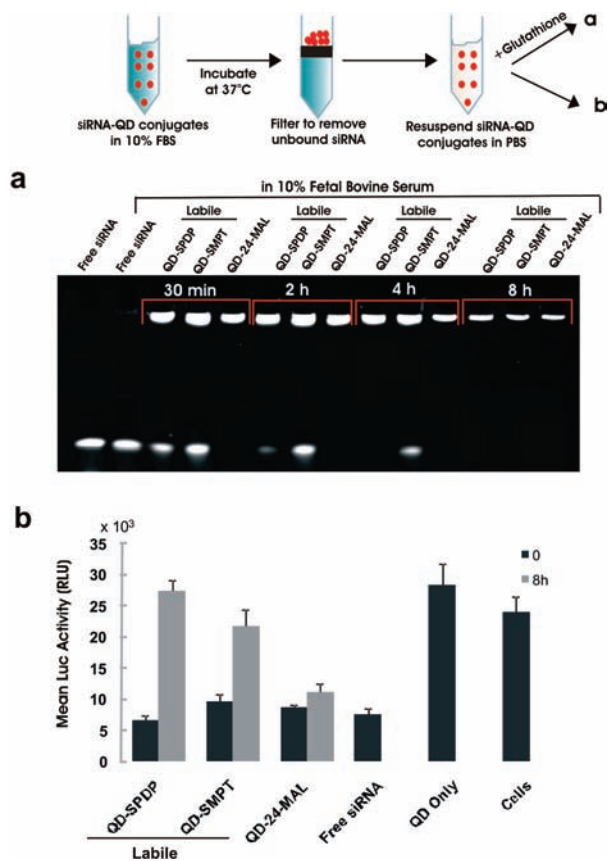 siRNA-QD conjugates
in 10% FBS
Incubate
at 37°C
Filter to remove
unbound siRNA
Resuspend siRNA-QD
conjugates in PBS
+Glutathione
a
b
a
in 10% Fetal Bovine Serum
Labile
Labile
Labile
Labile
Free siRNA
Free siRNA
QD-SPDP
QD-SMPT
QD-24-MAL
QD-SPDP
QD-SMPT
QD-24-MAL
QD-SPDP
QD-SMPT
QD-24-MAL
QD-SPDP
QD-SMPT
QD-24-MAL
30 min
2 h
4 h
8 h
b
x 10³
Mean Luc Activity (RLU)
35
30
25
20
15
10
5
0
0
8h
QD-SPDP
QD-SMPT
QD-24-MAL
Free siRNA
QD Only
Cells
Labile